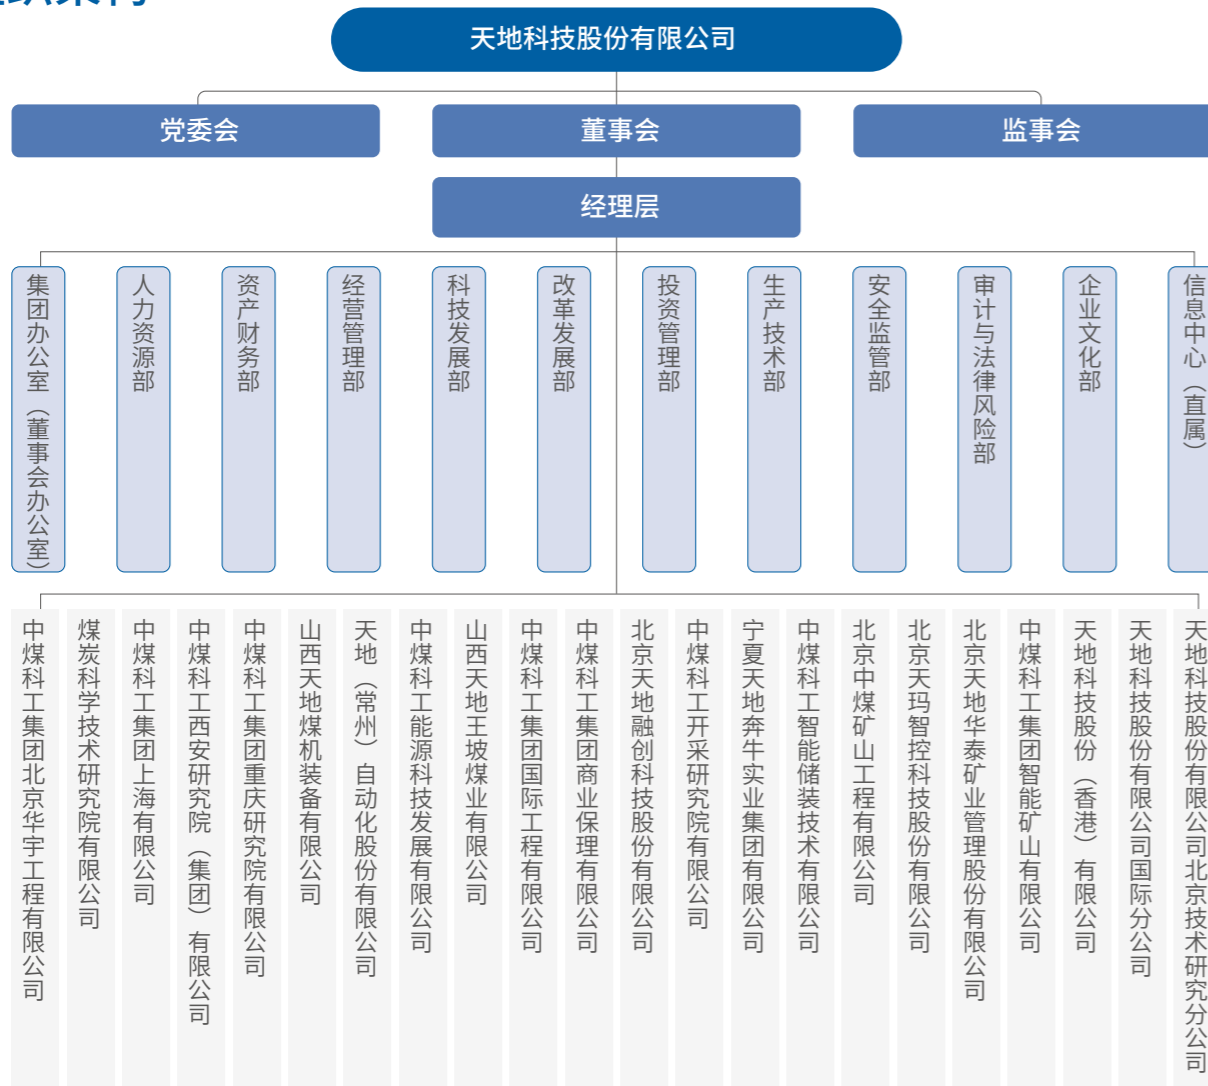 天地科技股份有限公司
党委会
董事会
监事会
经理层
集团办公室（董事会办公室）
人力资源部
资产财务部
经营管理部
科技发展部
改革发展部
投资管理部
生产技术部
安全监管部
审计与法律风险部
企业文化部
信息中心（直属）
中煤科工集团北京华宇工程有限公司
煤炭科学技术研究院有限公司
中煤科工集团上海有限公司
中煤科工西安研究院（集团）有限公司
中煤科工集团重庆研究院有限公司
山西天地煤机装备有限公司
天地（常州）自动化股份有限公司
中煤科工能源科技发展有限公司
山西天地王坡煤业有限公司
中煤科工集团国际工程有限公司
中煤科工集团商业保理有限公司
北京天地融创科技股份有限公司
中煤科工开采研究院有限公司
宁夏天地奔牛实业集团有限公司
中煤科工智能储装技术有限公司
北京中煤矿山工程有限公司
北京天玛智控科技股份有限公司
北京天地华泰矿业管理股份有限公司
中煤科工集团智能矿山有限公司
天地科技股份（香港）有限公司
天地科技股份有限公司国际分公司
天地科技股份有限公司北京技术研究分公司